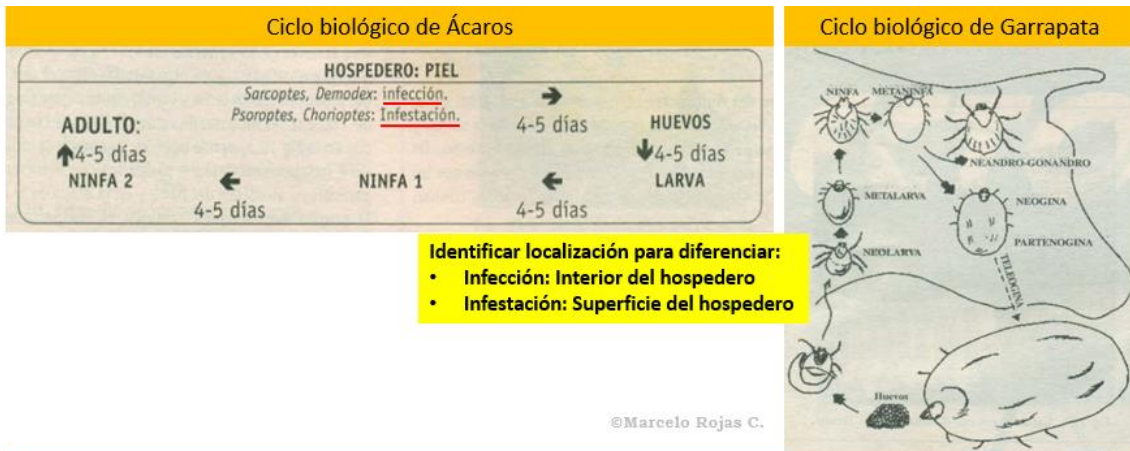 Ciclo biológico de Ácaros
HOSPEDERO: PIEL
Sarcoptes, Demodex: infección.
Psoroptes, Chorioptes: Infestación.
4-5 días
ADULTO:
HUEVOS
4-5 días
4-5 días
NINFA 2
NINFA 1
LARVA
4-5 días
4-5 días
Identificar localización para diferenciar:
• Infección: Interior del hospedero
• Infestación: Superficie del hospedero
©Marcelo Rojas C.
Ciclo biológico de Garrapata
NINFA METANINFA
NEANDRO-GONANDRO
METALARVA
NEOGINA
PARTENOGINA
NEOLARVA
TELEOGINA
Huevos